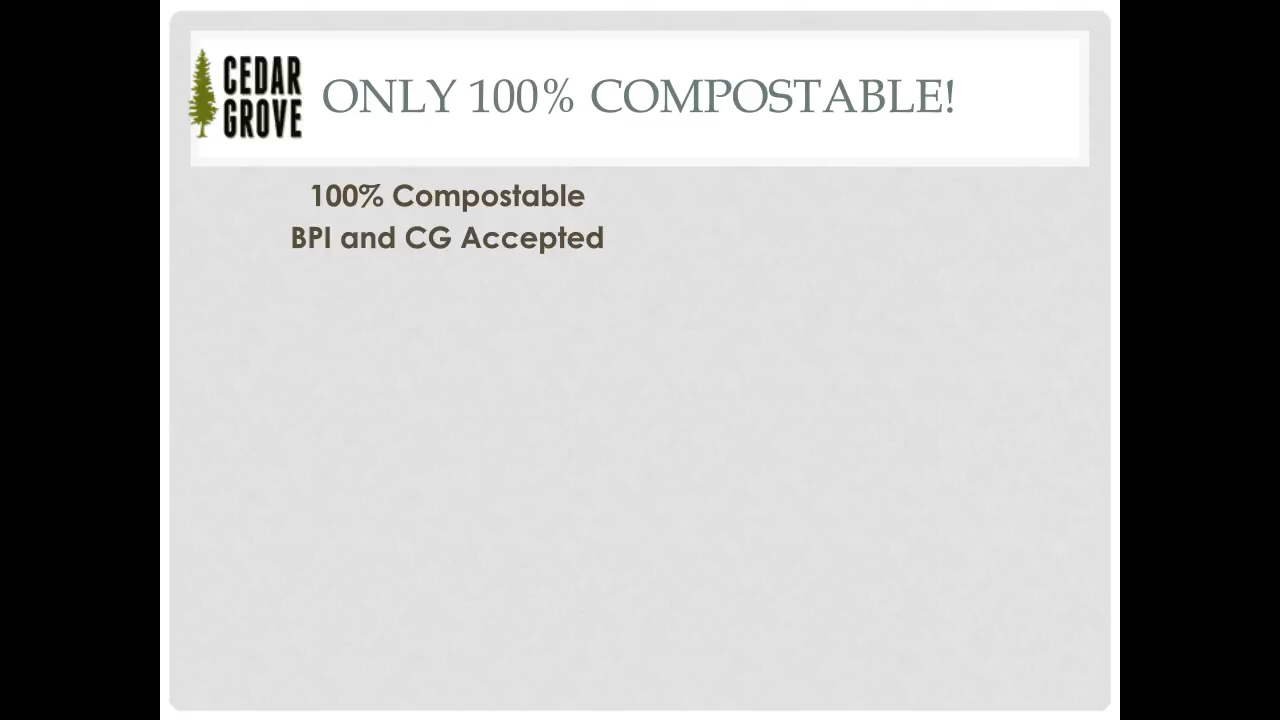 CEDAR
GROVE
ONLY 100% COMPOSTABLE!
100% Compostable
BPI and CG Accepted